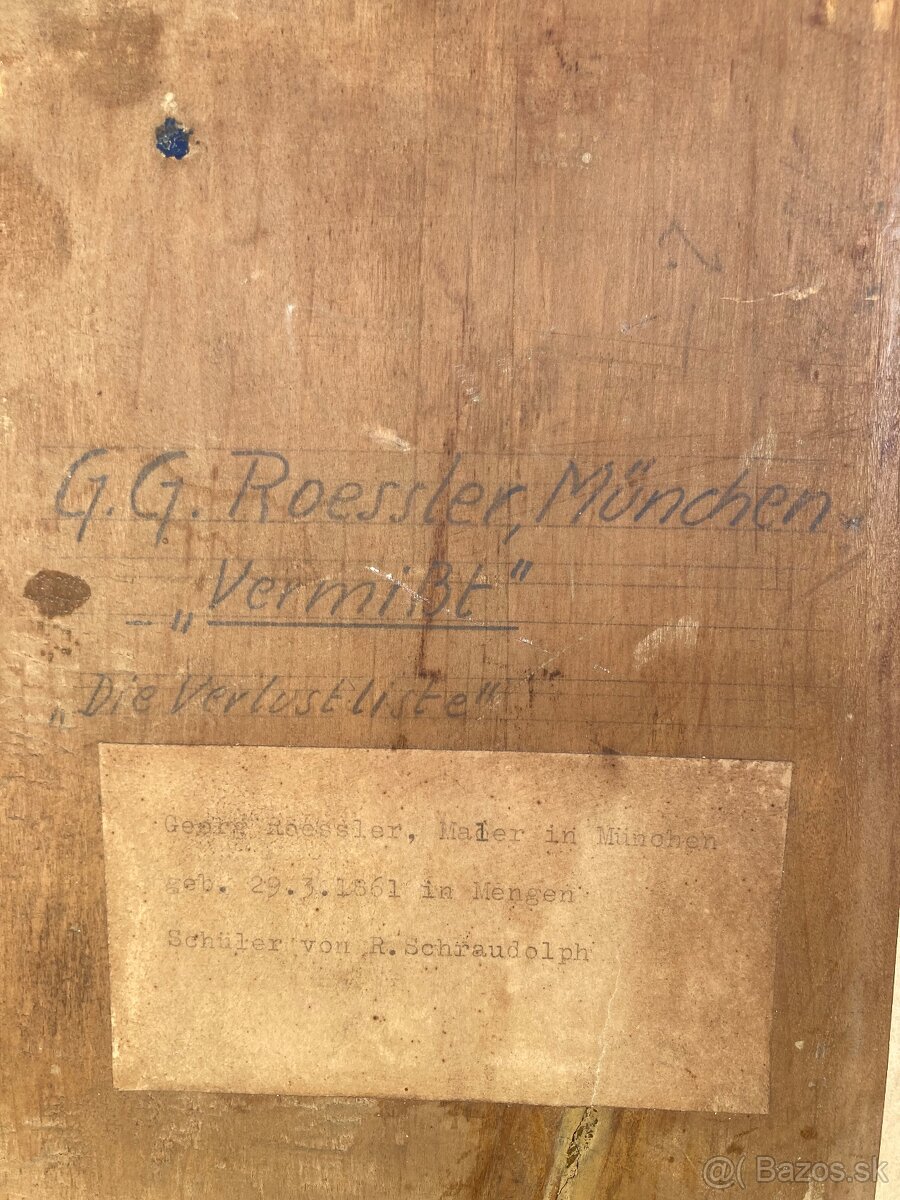 G.G. Roessler, München.
– „Vermißt“
„Die Verlustliste“
Georg Roessler, Maler in München
geb. 29.3.1861 in Mengen
Schüler von R.Schraudolph
@( Bazos.sk